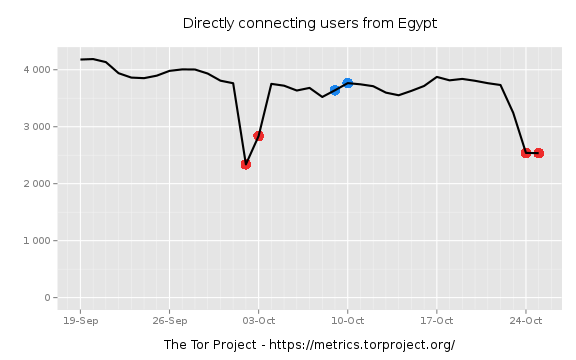 Directly connecting users from Egypt
4 000
3 000
2 000
1 000
0
19-Sep 26-Sep 03-Oct 10-Oct 17-Oct 24-Oct
The Tor Project - https://metrics.torproject.org/